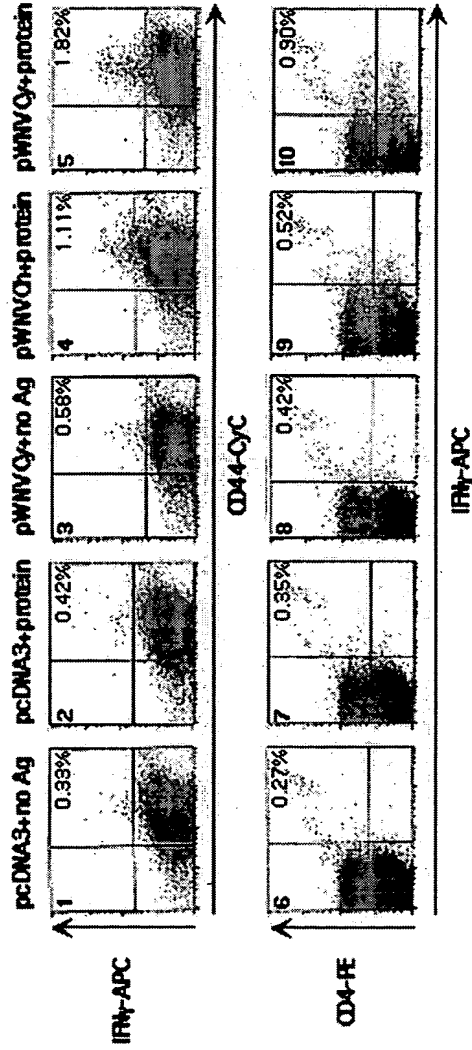 pcDNA3+no Ag
pcDNA3+protein
pWNVCy+no Ag
pWNVCh+protein
pWNVCy+protein
IFNγ-APC
1
0.33%
2
0.42%
3
0.58%
4
1.11%
5
1.82%
CD44-CyC
CD4-PE
6
0.27%
7
0.35%
8
0.42%
9
0.52%
10
0.90%
IFNγ-APC